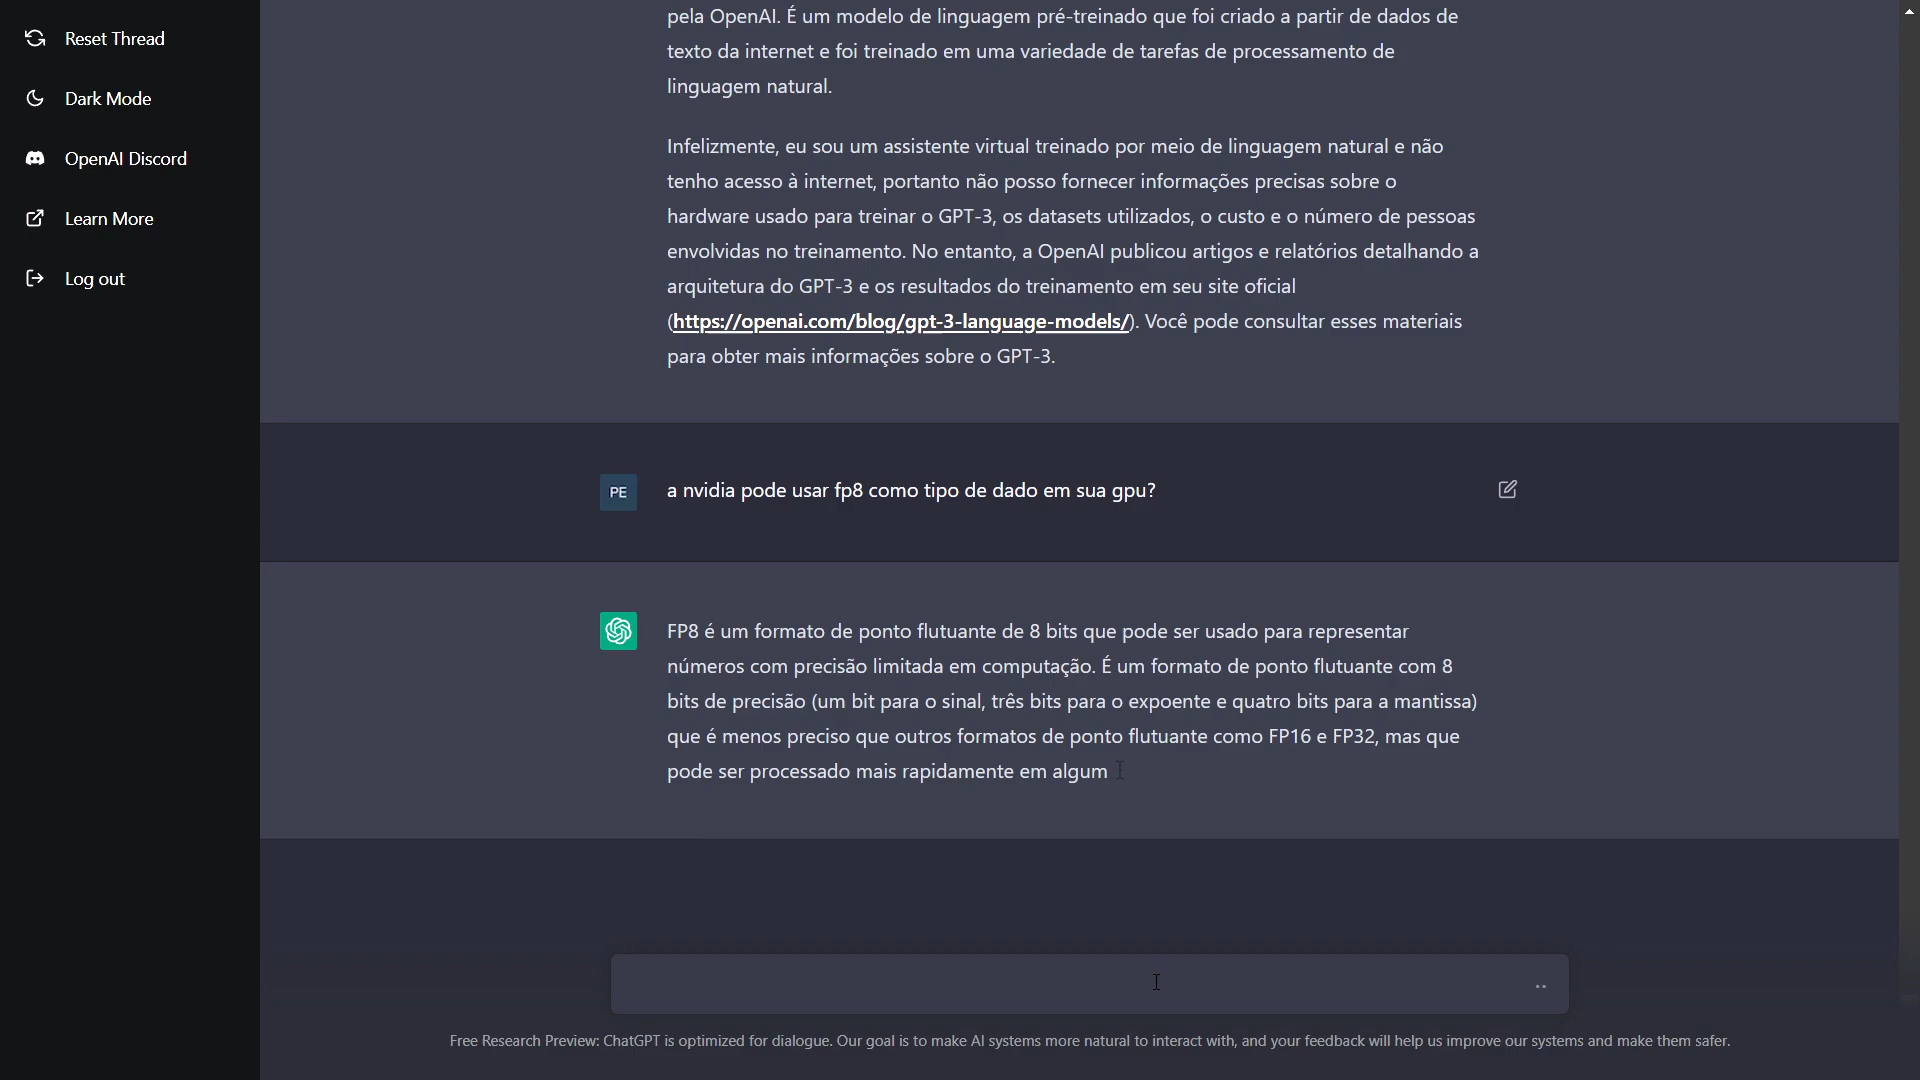 Reset Thread
Dark Mode
OpenAI Discord
Learn More
Log out
pela OpenAI. É um modelo de linguagem pré-treinado que foi criado a partir de dados de
texto da internet e foi treinado em uma variedade de tarefas de processamento de
linguagem natural.
Infelizmente, eu sou um assistente virtual treinado por meio de linguagem natural e não
tenho acesso à internet, portanto não posso fornecer informações precisas sobre o
hardware usado para treinar o GPT-3, os datasets utilizados, o custo e o número de pessoas
envolvidas no treinamento. No entanto, a OpenAI publicou artigos e relatórios detalhando a
arquitetura do GPT-3 e os resultados do treinamento em seu site oficial
(https://openai.com/blog/gpt-3-language-models/). Você pode consultar esses materiais
para obter mais informações sobre o GPT-3.
PE
a nvidia pode usar fp8 como tipo de dado em sua gpu?
FP8 é um formato de ponto flutuante de 8 bits que pode ser usado para representar
números com precisão limitada em computação. É um formato de ponto flutuante com 8
bits de precisão (um bit para o sinal, três bits para o expoente e quatro bits para a mantissa)
que é menos preciso que outros formatos de ponto flutuante como FP16 e FP32, mas que
pode ser processado mais rapidamente em algum
Free Research Preview: ChatGPT is optimized for dialogue. Our goal is to make AI systems more natural to interact with, and your feedback will help us improve our systems and make them safer.